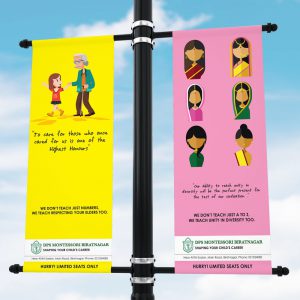 "To care for those who once
cared for us is one of the
Highest Honours"
WE DON'T TEACH JUST NUMBERS,
WE TEACH RESPECTING YOUR ELDERS TOO.
DPS MONTESSORI BIRATNAGAR
SHAPING YOUR CHILD'S CAREER
HURRY! LIMITED SEATS ONLY
"Our ability to reach unity in
diversity will be the
test of our civilisation"
WE DON'T TEACH JUST A TO Z,
WE TEACH UNITY IN DIVERSITY TOO.
DPS MONTESSORI BIRATNAGAR
SHAPING YOUR CHILD'S CAREER
HURRY! LIMITED SEATS ONLY